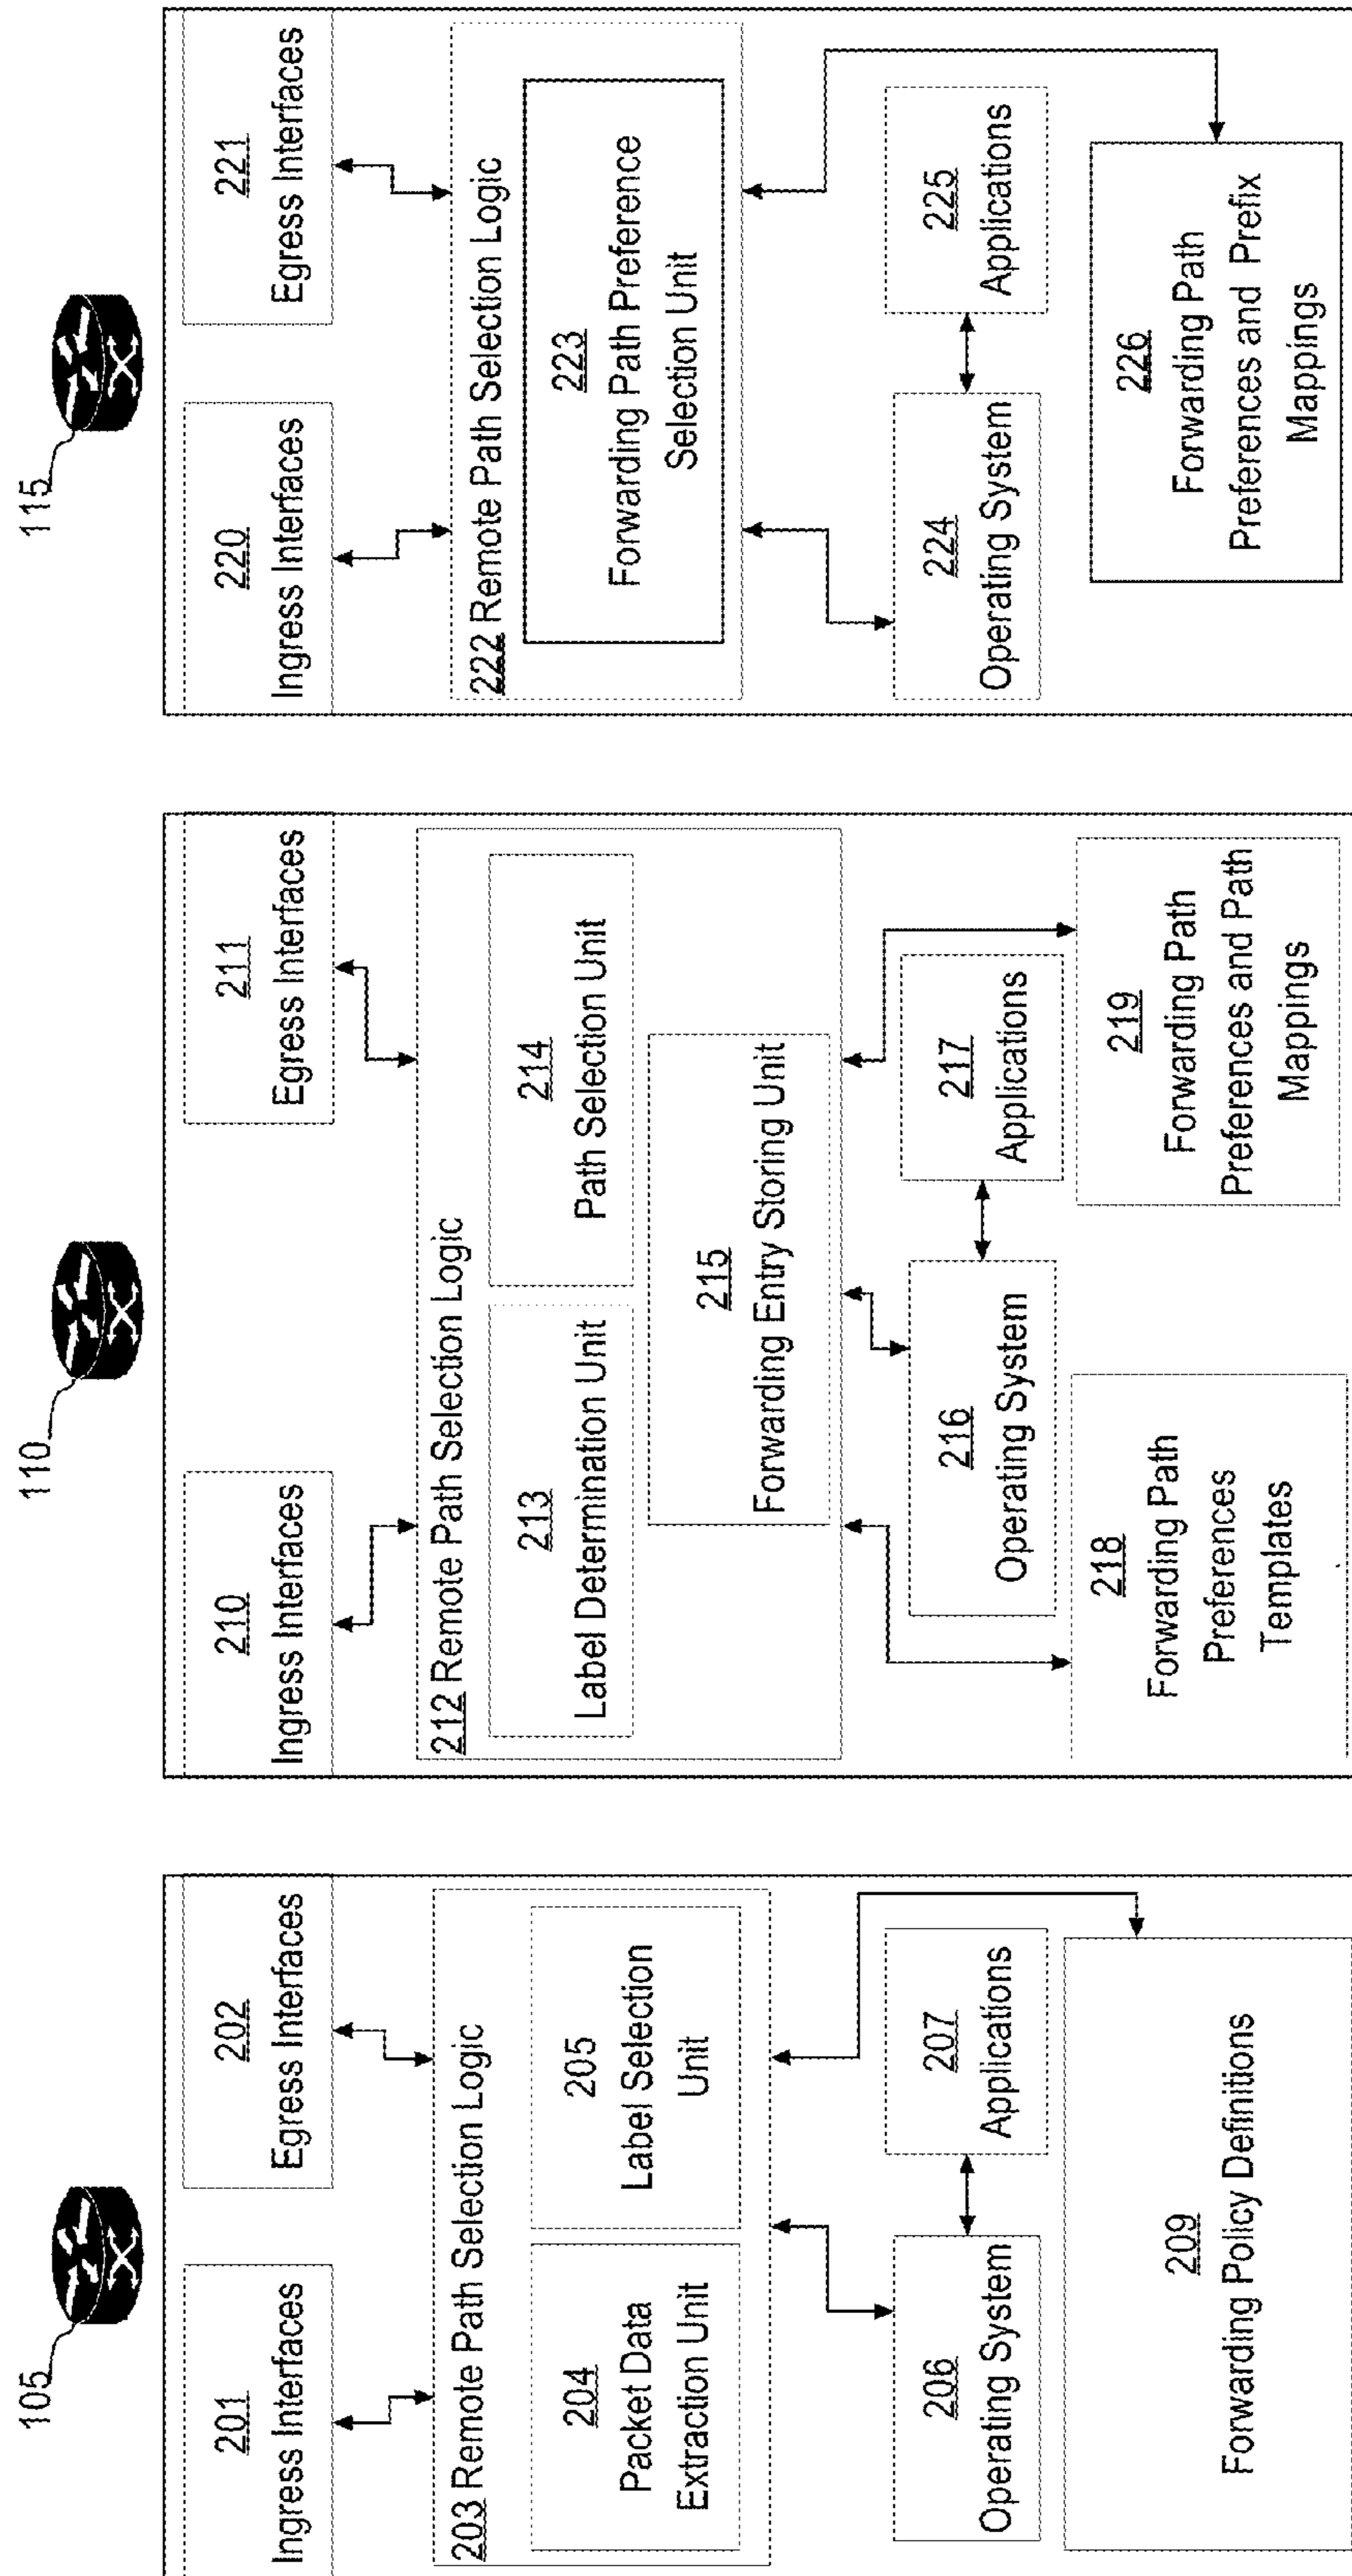 105
201
Ingress Interfaces
202
Egress Interfaces
203 Remote Path Selection Logic
204
Packet Data
Extraction Unit
205
Label Selection
Unit
206
Operating System
207
Applications
209
Forwarding Policy Definitions
110
210
Ingress Interfaces
211
Egress Interfaces
212 Remote Path Selection Logic
213
Label Determination Unit
214
Path Selection Unit
215
Forwarding Entry Storing Unit
216
Operating System
217
Applications
218
Forwarding Path
Preferences
Templates
219
Forwarding Path
Preferences and Path
Mappings
115
220
Ingress Interfaces
221
Egress Interfaces
222 Remote Path Selection Logic
223
Forwarding Path Preference
Selection Unit
224
Operating System
225
Applications
226
Forwarding Path
Preferences and Prefix
Mappings